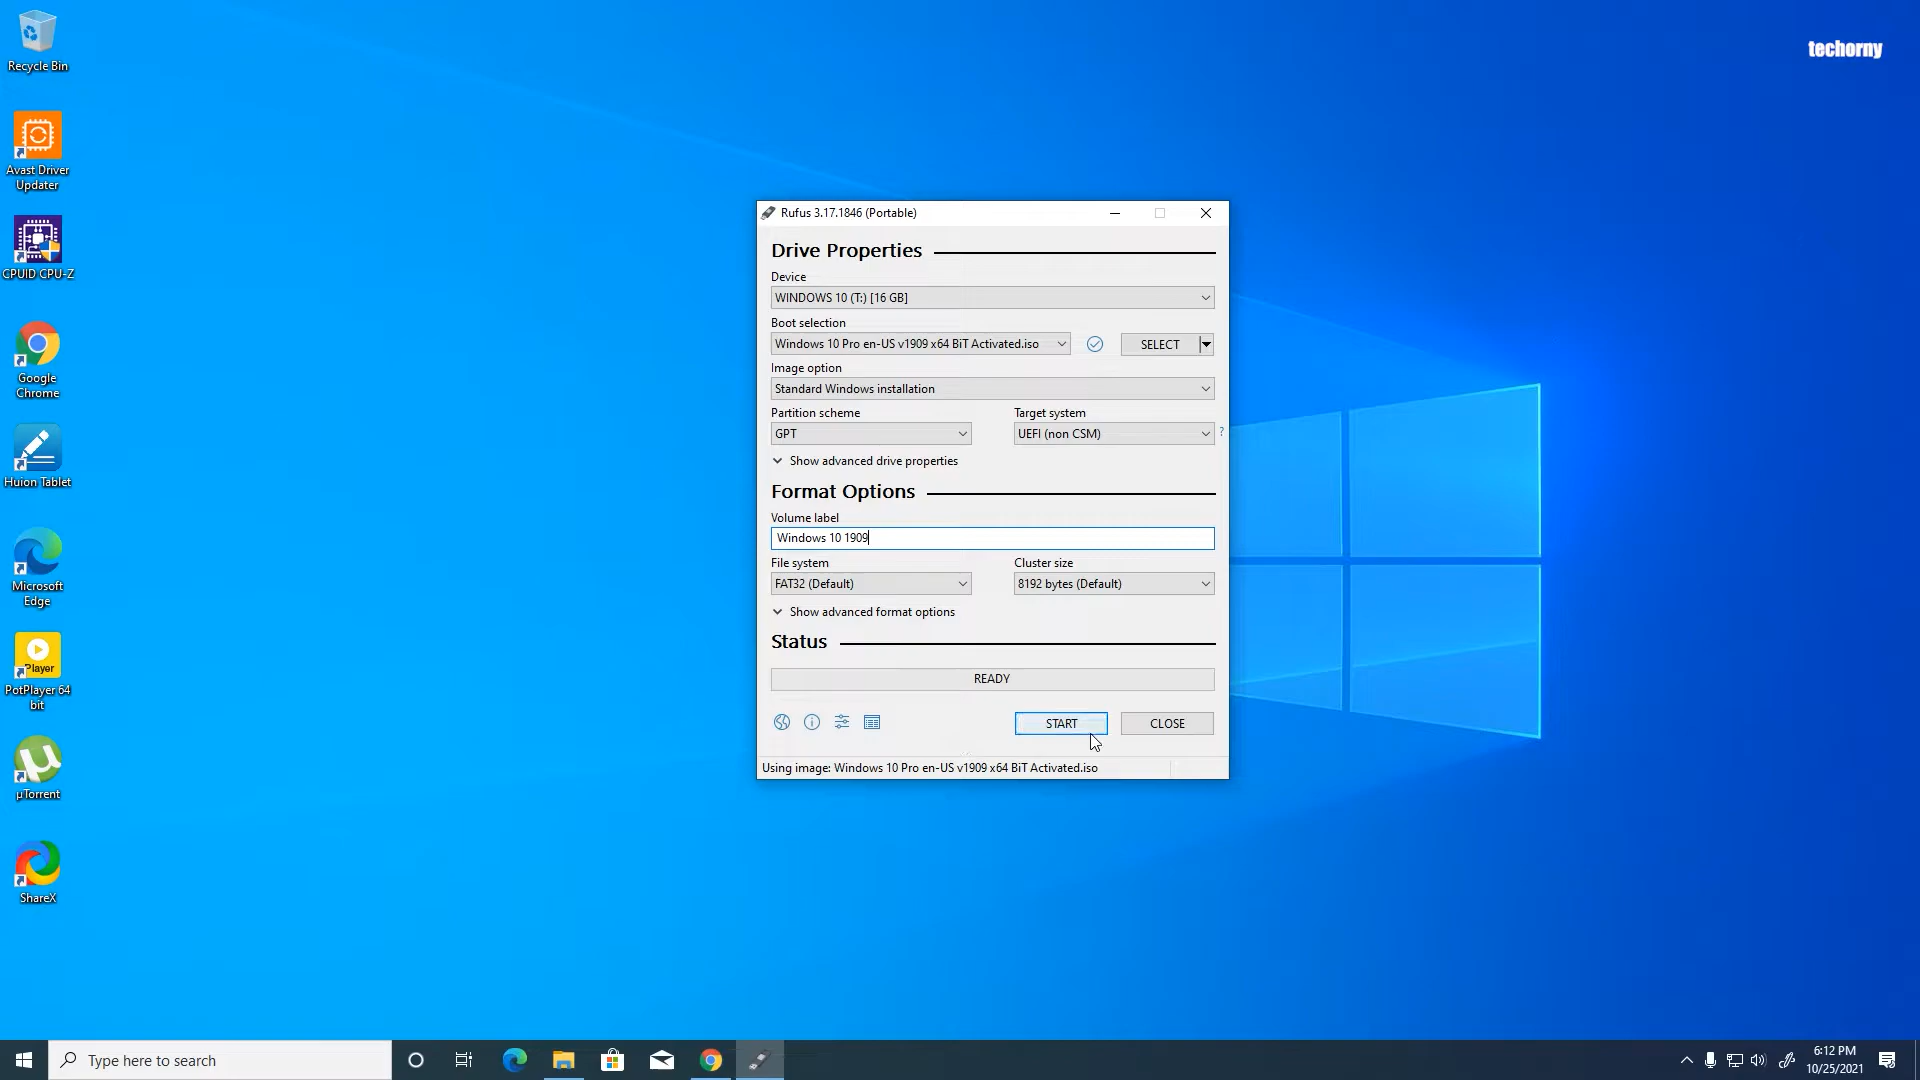 Recycle Bin
Avast Driver
Updater
CPUID CPU-Z
Google
Chrome
Huion Tablet
Microsoft
Edge
Player
PotPlayer 64
bit
µTorrent
ShareX
techorny
Rufus 3.17.1846 (Portable)
Drive Properties
Device
WINDOWS 10 (T:) [16 GB]
Boot selection
Windows 10 Pro en-US v1909 x64 BiT Activated.iso
SELECT
Image option
Standard Windows installation
Partition scheme
Target system
GPT
UEFI (non CSM)
?
Show advanced drive properties
Format Options
Volume label
Windows 10 1909
File system
Cluster size
FAT32 (Default)
8192 bytes (Default)
Show advanced format options
Status
READY
START
CLOSE
Using image: Windows 10 Pro en-US v1909 x64 BiT Activated.iso
Type here to search
6:12 PM
10/25/2021